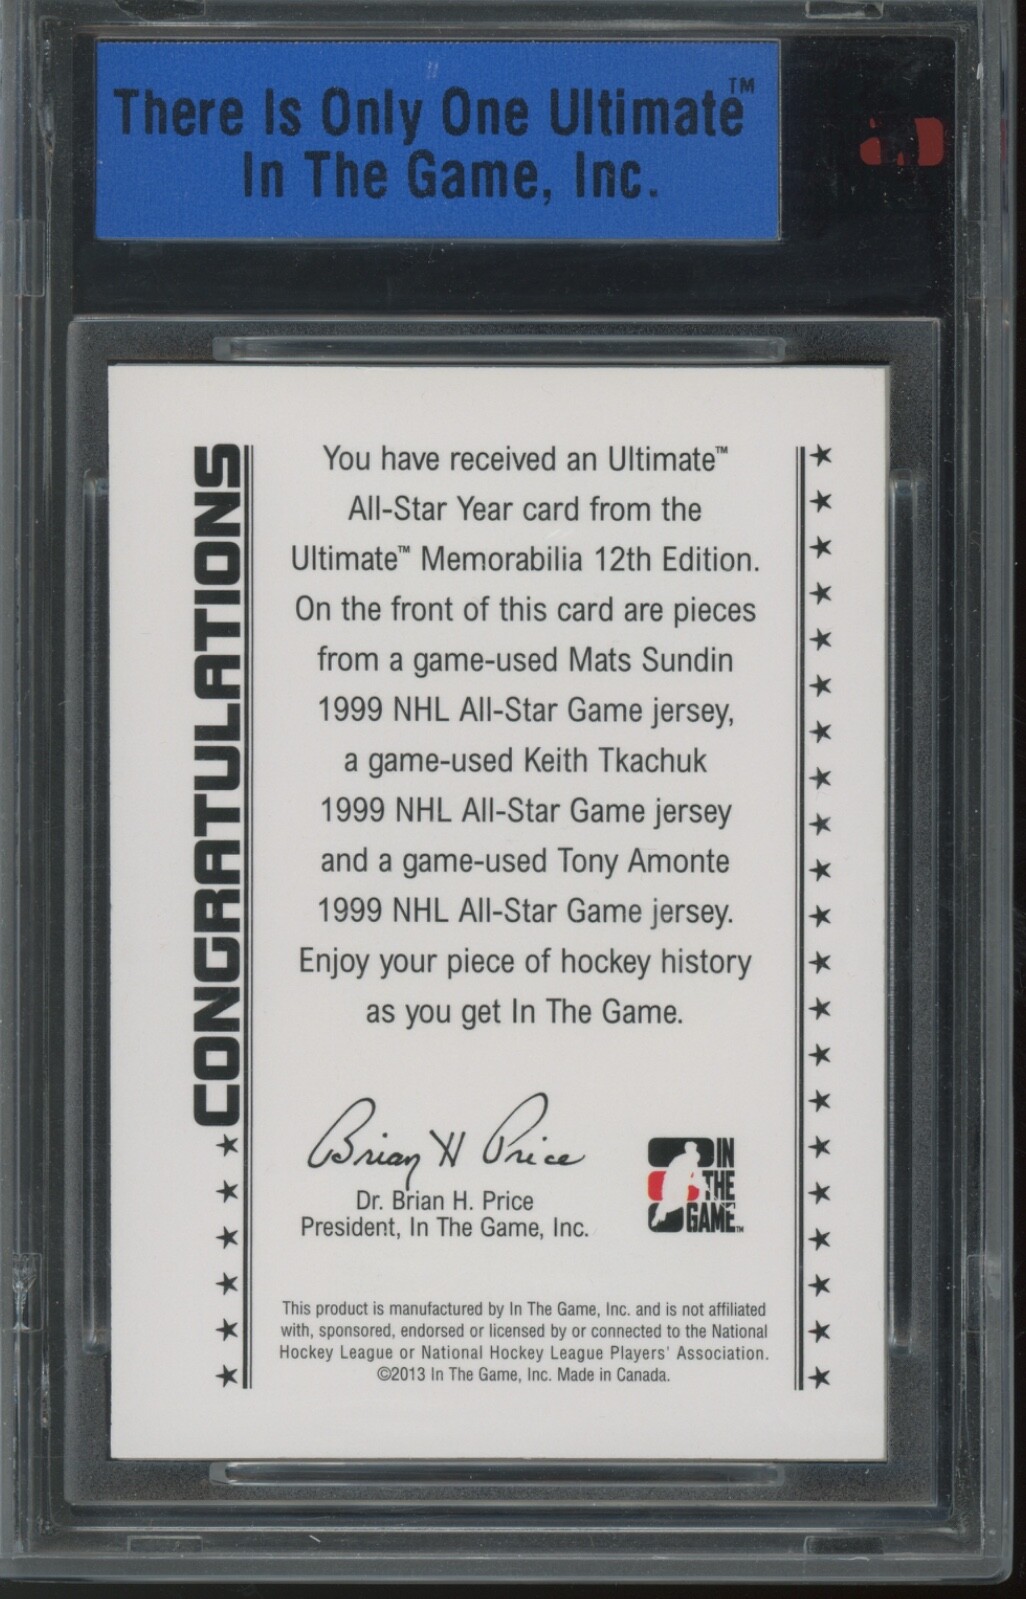 There Is Only One Ultimate™
In The Game, Inc.
CONGRATULATIONS
You have received an Ultimate™
All-Star Year card from the
Ultimate™ Memorabilia 12th Edition.
On the front of this card are pieces
from a game-used Mats Sundin
1999 NHL All-Star Game jersey,
a game-used Keith Tkachuk
1999 NHL All-Star Game jersey
and a game-used Tony Amonte
1999 NHL All-Star Game jersey.
Enjoy your piece of hockey history
as you get In The Game.
Brian H Price
Dr. Brian H. Price
President, In The Game, Inc.
IN
THE
GAME™
This product is manufactured by In The Game, Inc. and is not affiliated
with, sponsored, endorsed or licensed by or connected to the National
Hockey League or National Hockey League Players' Association.
©2013 In The Game, Inc. Made in Canada.